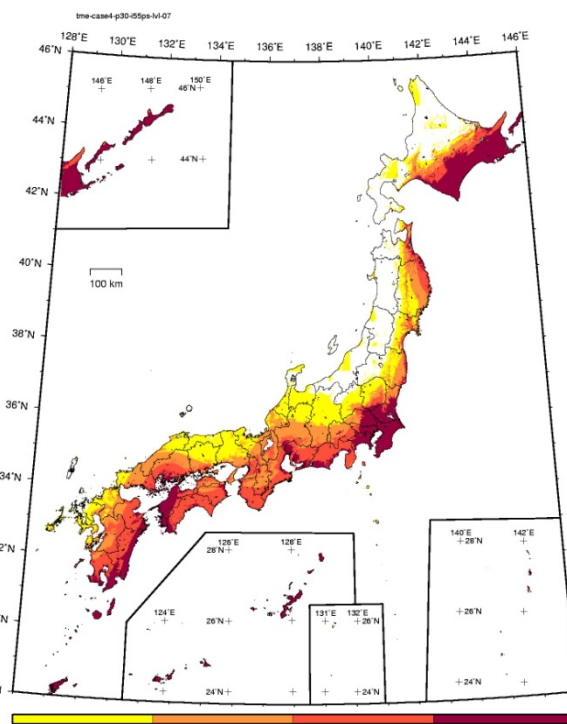 tme-case4-p30-i55ps-lvl-07
128°E 130°E 132°E 134°E 136°E 138°E 140°E 142°E 144°E 146°E
46°N
146°E 148°E 150°E
46°N
44°N
44°N
42°N
40°N
100 km
38°N
36°N
34°N
2°N
126°E 128°E
28°N
140°E 142°E
28°N
124°E
131°E 132°E
°N
26°N
26°N
26°N
24°N
24°N
24°N
N